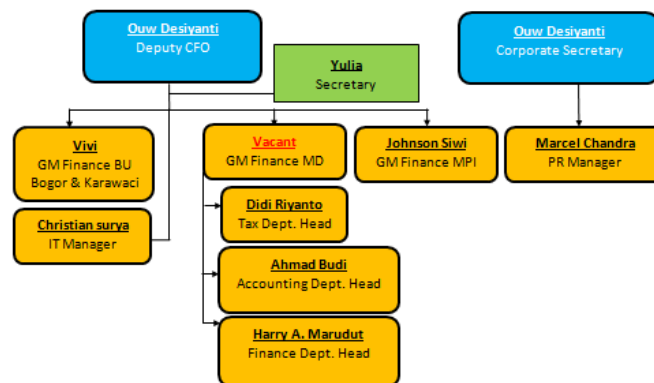 Ouw Desiyanti
Deputy CFO
Ouw Desiyanti
Corporate Secretary
Yulia
Secretary
Vivi
GM Finance BU
Bogor & Karawaci
Vacant
GM Finance MD
Johnson Siwi
GM Finance MPI
Marcel Chandra
PR Manager
Christian surya
IT Manager
Didi Riyanto
Tax Dept. Head
Ahmad Budi
Accounting Dept. Head
Harry A. Marudut
Finance Dept. Head